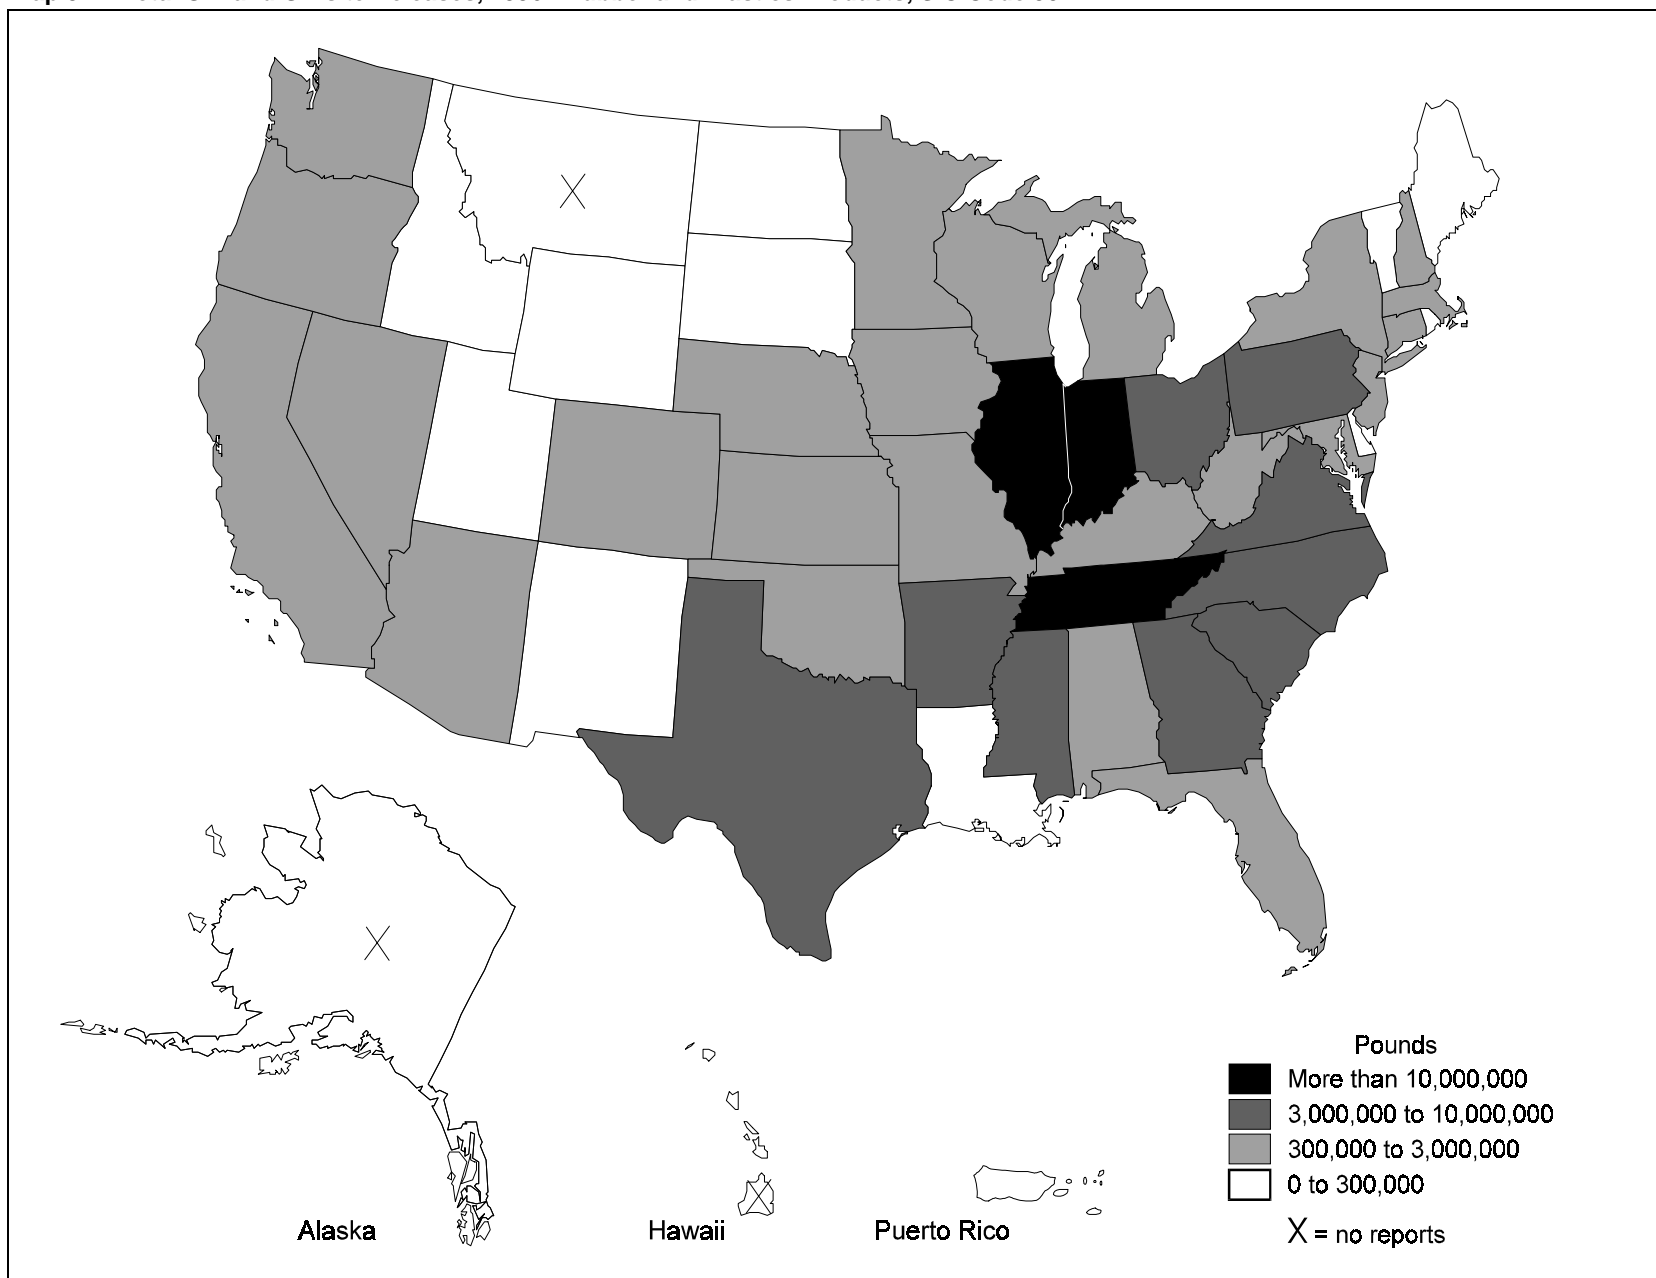 X
X
Pounds
More than 10,000,000
3,000,000 to 10,000,000
300,000 to 3,000,000
0 to 300,000
X
Alaska
Hawaii
Puerto Rico
X = no reports